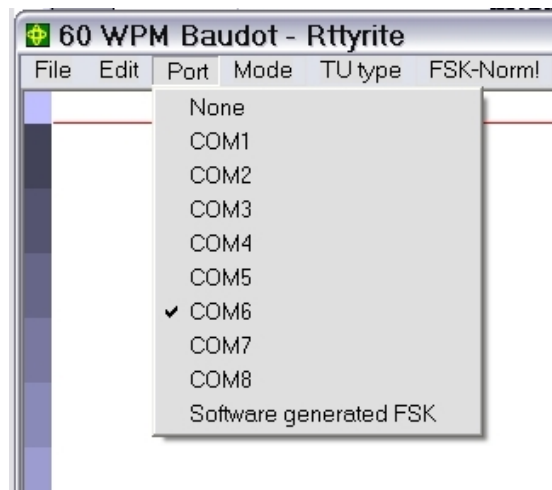 60 WPM Baudot - Rttyrite
File Edit Port Mode TU type FSK-Norm!
None
COM1
COM2
COM3
COM4
COM5
COM6
COM7
COM8
Software generated FSK